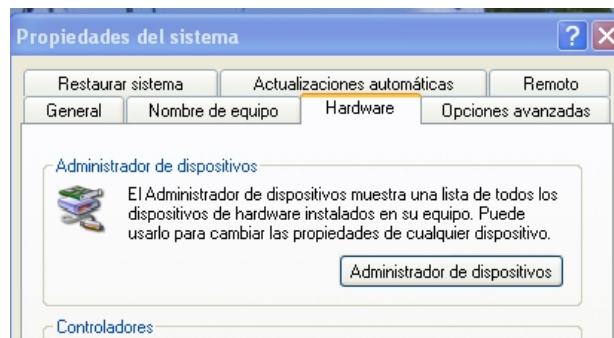 Propiedades del sistema
Restaurar sistema Actualizaciones automáticas Remoto
General Nombre de equipo Hardware Opciones avanzadas
Administrador de dispositivos
El Administrador de dispositivos muestra una lista de todos los
dispositivos de hardware instalados en su equipo. Puede
usarlo para cambiar las propiedades de cualquier dispositivo.
Administrador de dispositivos
Controladores